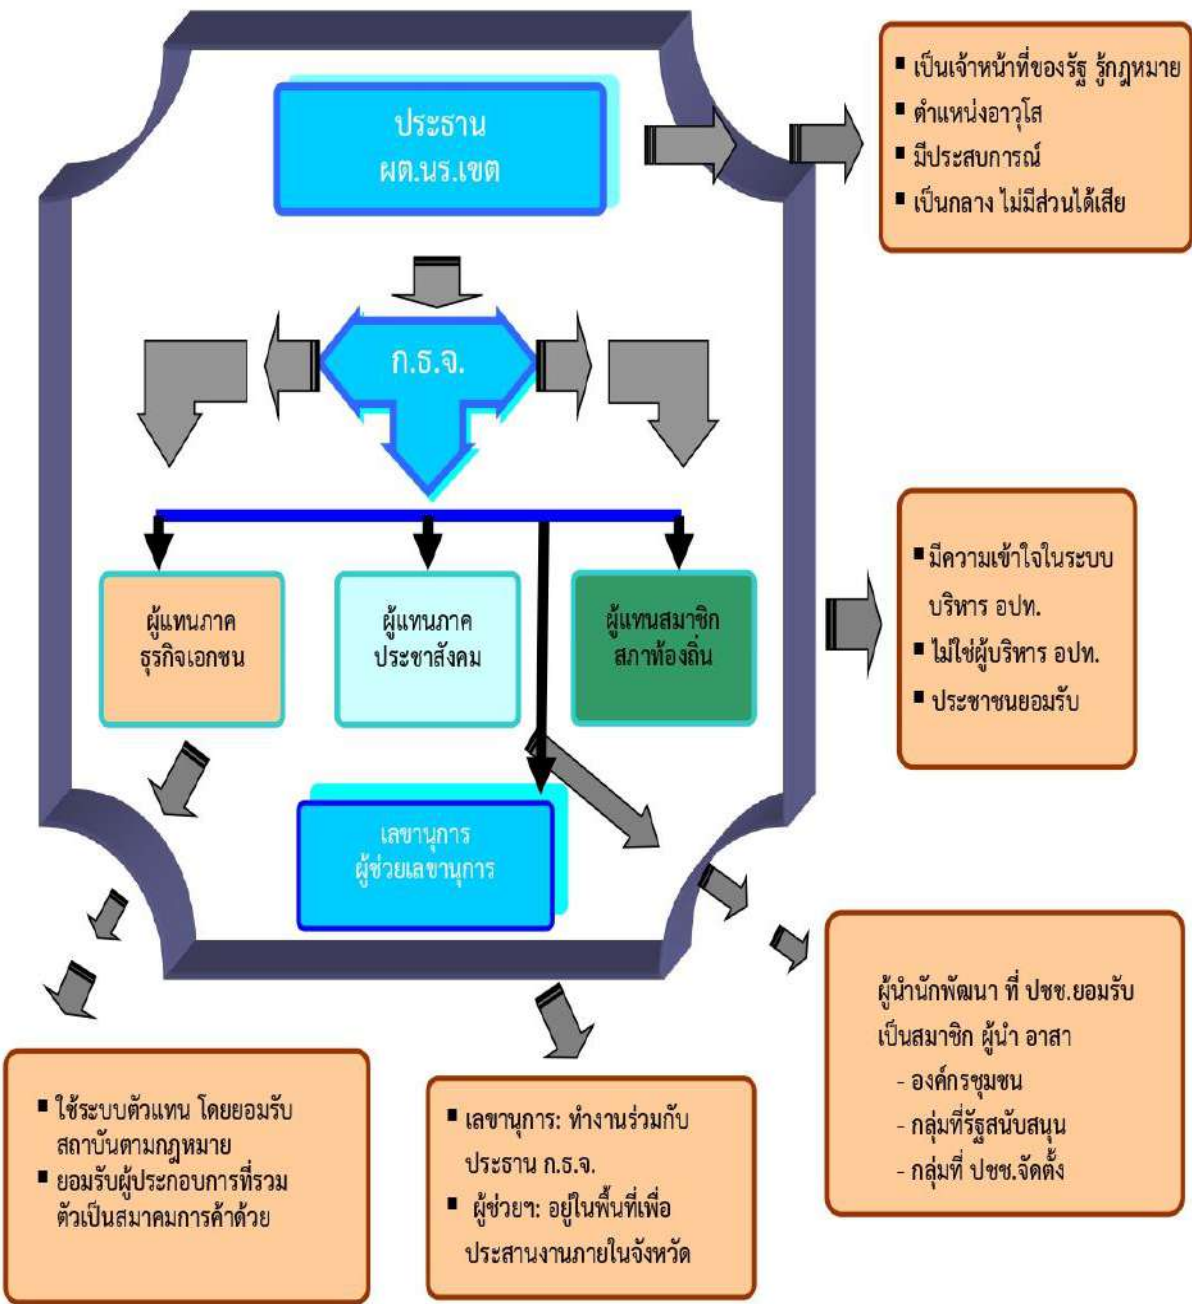 ประธาน
ผต.นร.เขต
▪ เป็นเจ้าหน้าที่ของรัฐ รู้กฎหมาย
▪ ตำแหน่งอาวุโส
▪ มีประสบการณ์
▪ เป็นกลาง ไม่มีส่วนได้เสีย
ก.ธ.จ.
ผู้แทนภาค
ธุรกิจเอกชน
ผู้แทนภาค
ประชาสังคม
ผู้แทนสมาชิก
สภาท้องถิ่น
▪ มีความเข้าใจในระบบ
บริหาร อปท.
▪ ไม่ใช่ผู้บริหาร อปท.
▪ ประชาชนยอมรับ
เลขานุการ
ผู้ช่วยเลขานุการ
▪ ใช้ระบบตัวแทน โดยยอมรับ
สถาบันตามกฎหมาย
▪ ยอมรับผู้ประกอบการที่รวม
ตัวเป็นสมาคมการค้าด้วย
▪ เลขานุการ: ทำงานร่วมกับ
ประธาน ก.ธ.จ.
▪ ผู้ช่วยฯ: อยู่ในพื้นที่เพื่อ
ประสานงานภายในจังหวัด
ผู้นำนักพัฒนา ที่ ปชช.ยอมรับ
เป็นสมาชิก ผู้นำ อาสา
- องค์กรชุมชน
- กลุ่มที่รัฐสนับสนุน
- กลุ่มที่ ปชช.จัดตั้ง